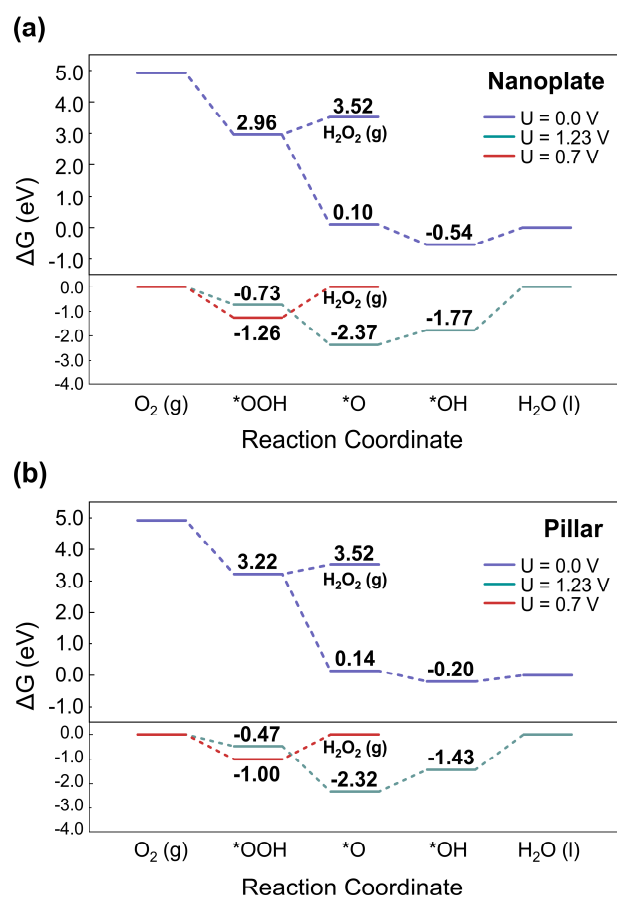 (a)
5.0
4.0
3.0
2.0
1.0
0.0
-1.0
0.0
-1.0
-2.0
-3.0
-4.0
ΔG (eV)
Nanoplate
U = 0.0 V
U = 1.23 V
U = 0.7 V
2.96
3.52
H₂O₂ (g)
0.10
-0.54
-0.73
-1.26
H₂O₂ (g)
-2.37
-1.77
O₂ (g) *OOH *O *OH H₂O (l)
Reaction Coordinate
(b)
5.0
4.0
3.0
2.0
1.0
0.0
-1.0
0.0
-1.0
-2.0
-3.0
-4.0
ΔG (eV)
Pillar
U = 0.0 V
U = 1.23 V
U = 0.7 V
3.22
3.52
H₂O₂ (g)
0.14
-0.20
-0.47
-1.00
H₂O₂ (g)
-2.32
-1.43
O₂ (g) *OOH *O *OH H₂O (l)
Reaction Coordinate